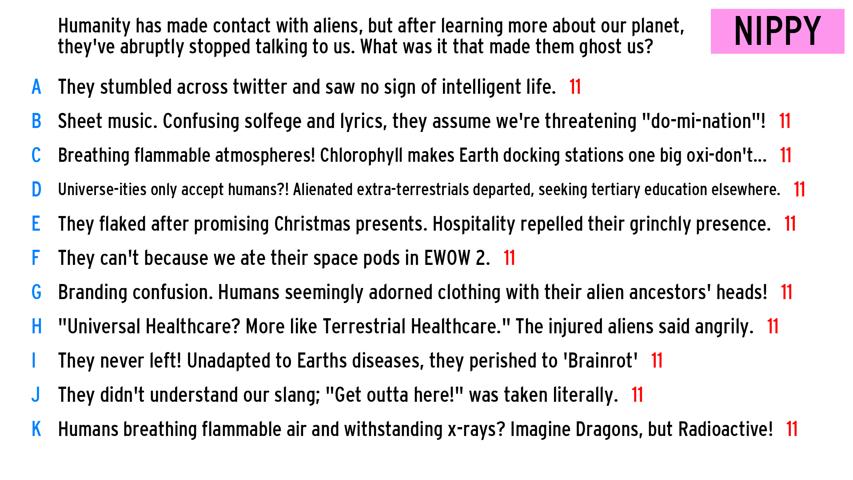 Humanity has made contact with aliens, but after learning more about our planet,
they've abruptly stopped talking to us. What was it that made them ghost us?
NIPPY
A They stumbled across twitter and saw no sign of intelligent life. 11
B Sheet music. Confusing solfege and lyrics, they assume we're threatening "do-mi-nation"! 11
C Breathing flammable atmospheres! Chlorophyll makes Earth docking stations one big oxi-don't... 11
D Universe-ities only accept humans?! Alienated extra-terrestrials departed, seeking tertiary education elsewhere. 11
E They flaked after promising Christmas presents. Hospitality repelled their grinchly presence. 11
F They can't because we ate their space pods in EWOW 2. 11
G Branding confusion. Humans seemingly adorned clothing with their alien ancestors' heads! 11
H "Universal Healthcare? More like Terrestrial Healthcare." The injured aliens said angrily. 11
I They never left! Unadapted to Earths diseases, they perished to 'Brainrot' 11
J They didn't understand our slang; "Get outta here!" was taken literally. 11
K Humans breathing flammable air and withstanding x-rays? Imagine Dragons, but Radioactive! 11